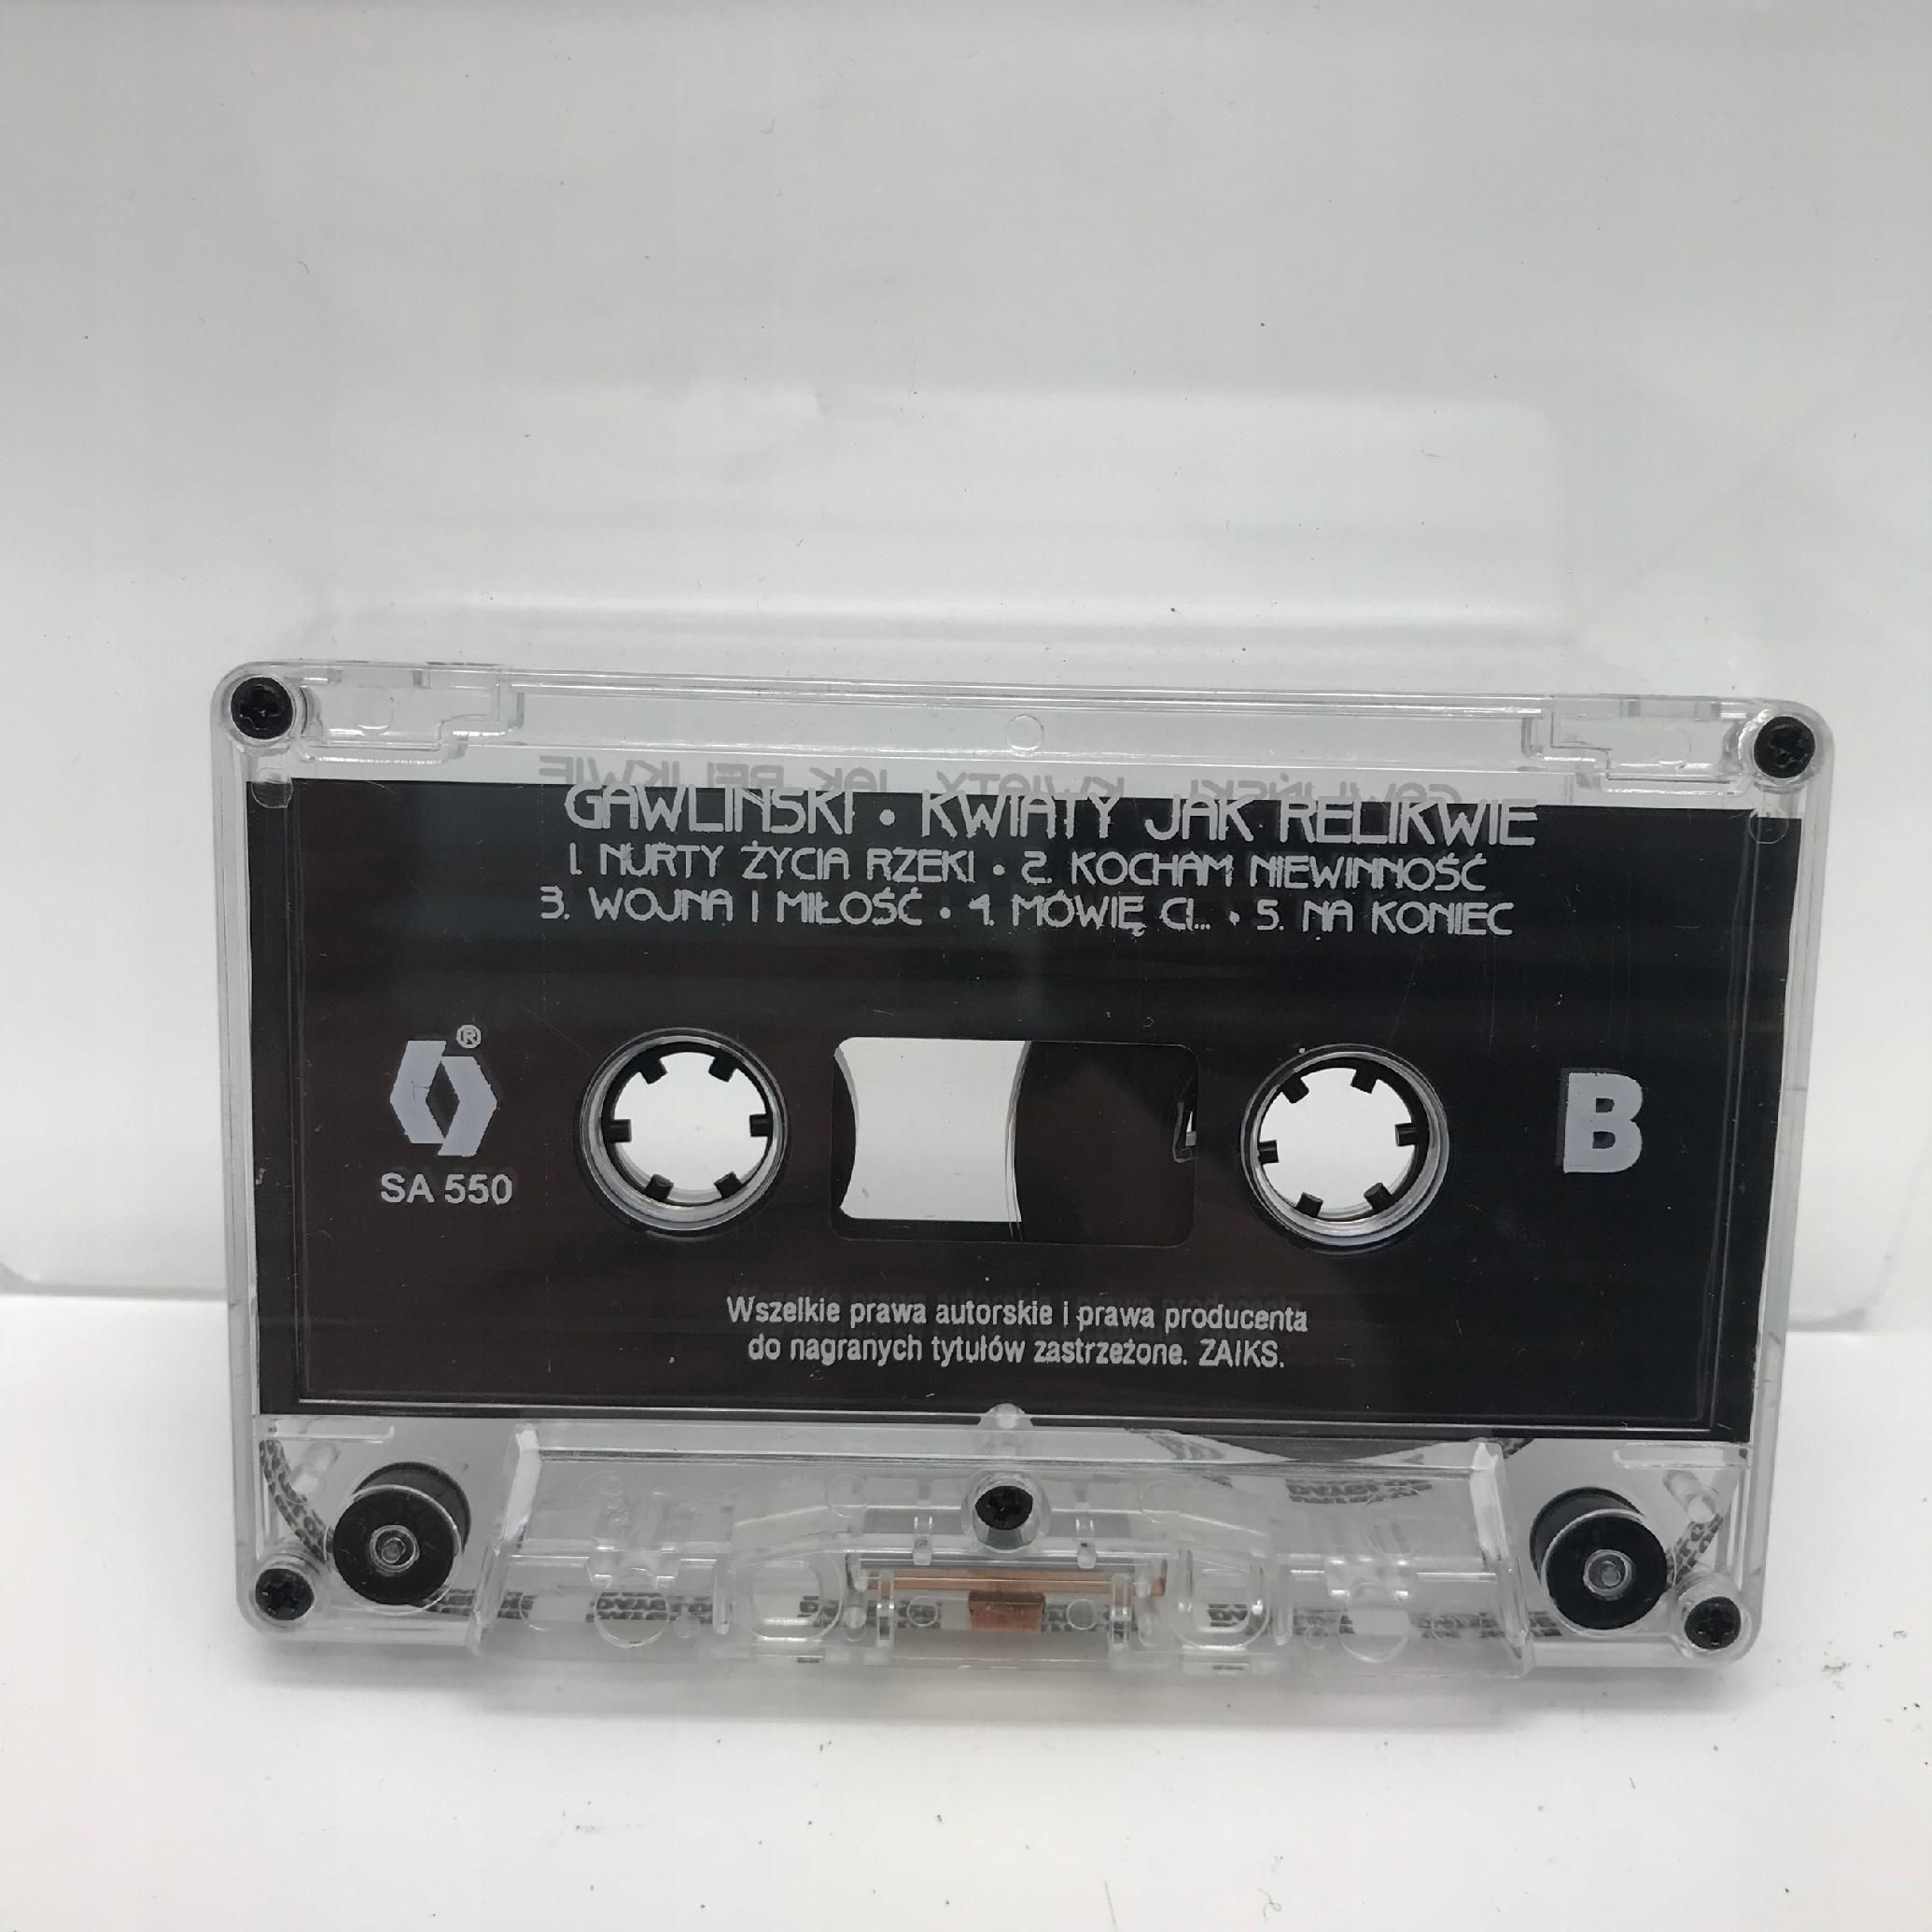 GAWLIŃSKI • KWIATY JAK RELIKWIE
1. NURTY ŻYCIA RZEKI • 2. KOCHAM NIEWINNOŚĆ
3. WOJNA I MIŁOŚĆ • 4. MÓWIĘ CI... • 5. NA KONIEC
®
SA 550
B
Wszelkie prawa autorskie i prawa producenta
do nagranych tytułów zastrzeżone. ZAIKS.